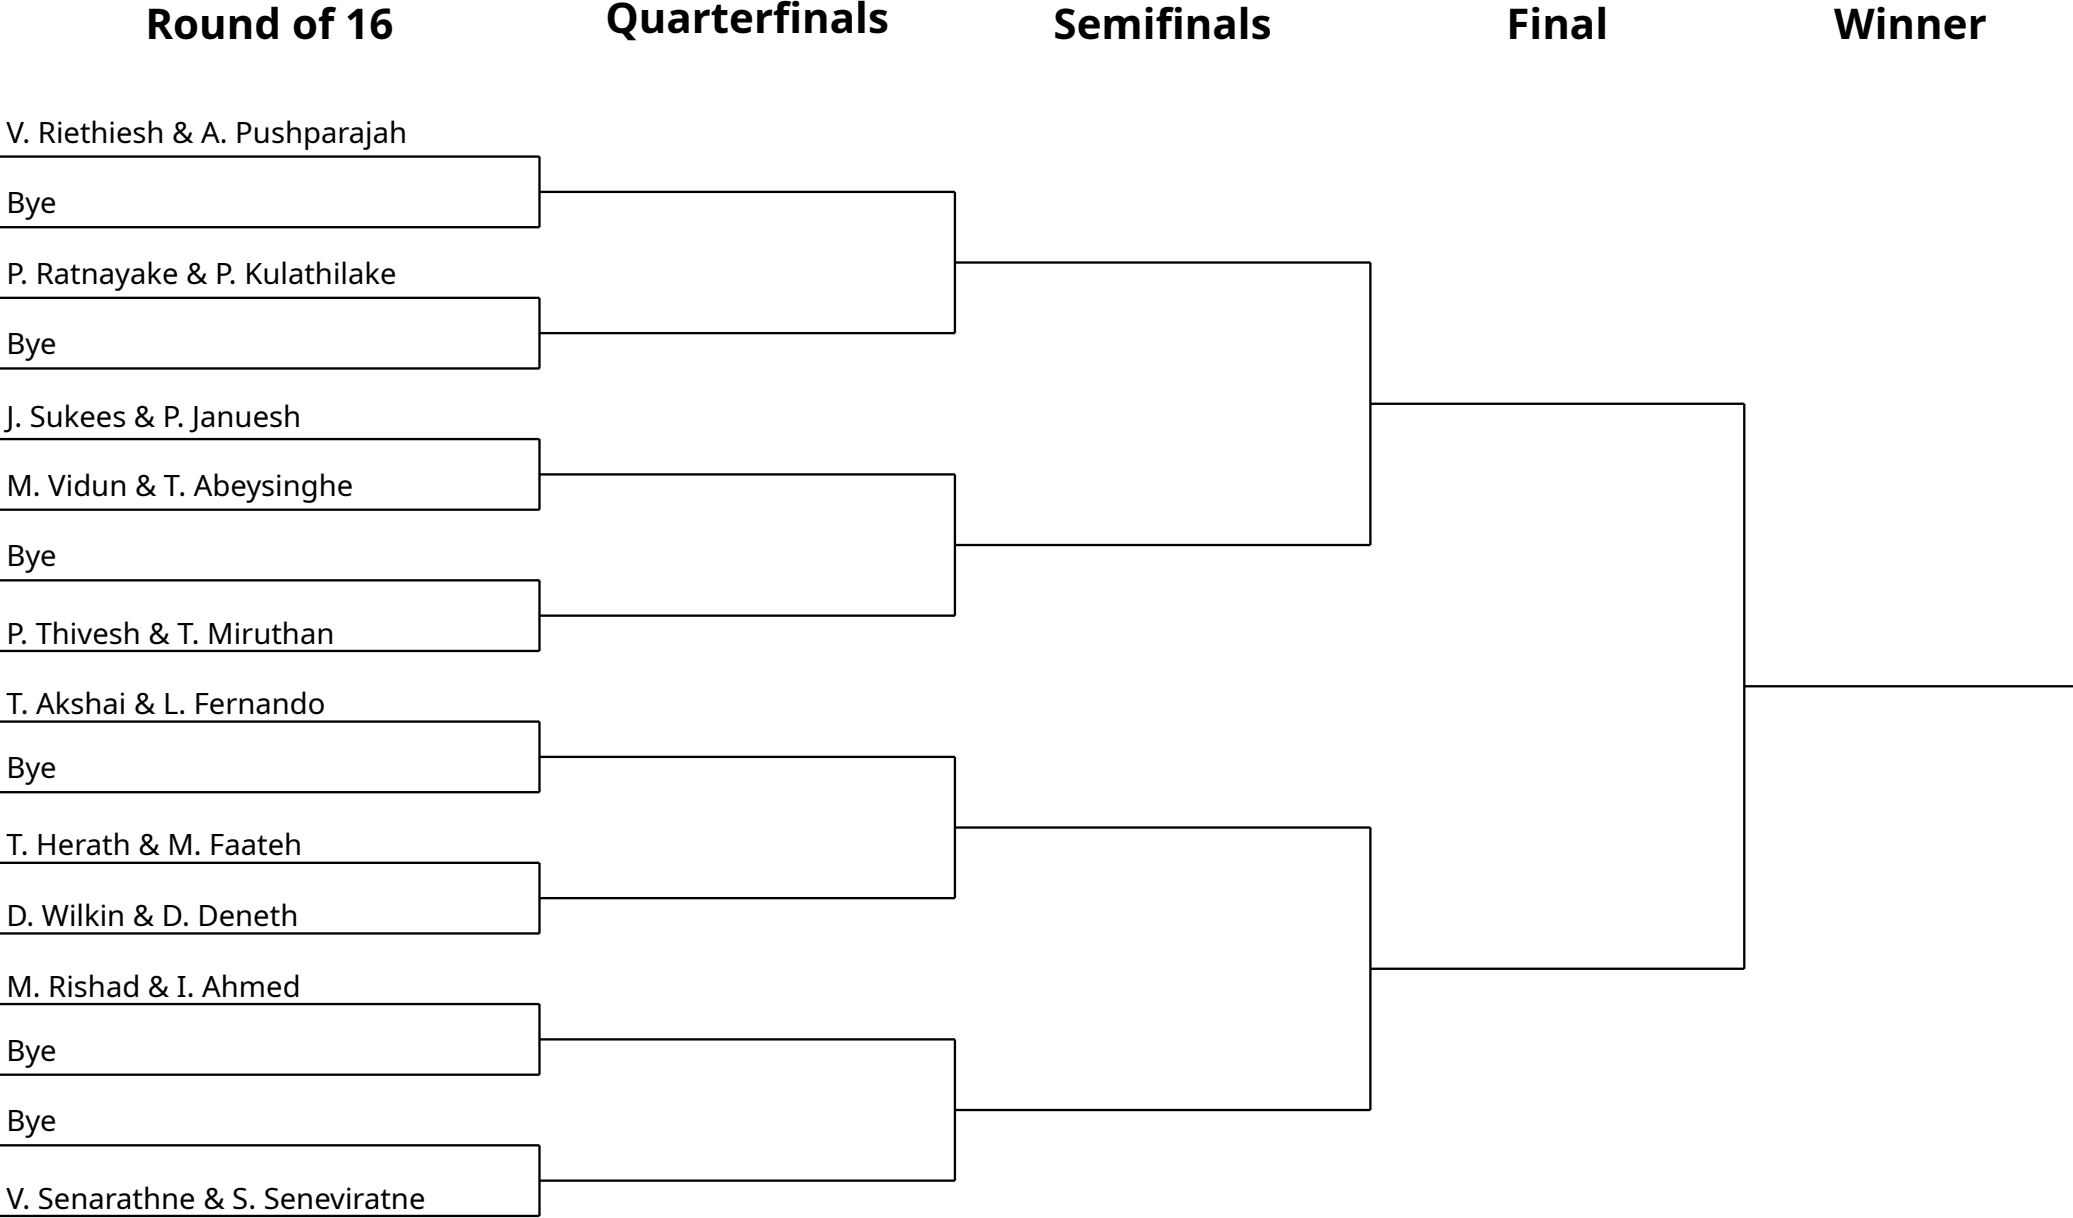 Round of 16 Quarterfinals Semifinals Final Winner
V. Riethiesh & A. Pushparajah
Bye
P. Ratnayake & P. Kulathilake
Bye
J. Sukees & P. Januesh
M. Vidun & T. Abeysinghe
Bye
P. Thivesh & T. Miruthan
T. Akshai & L. Fernando
Bye
T. Herath & M. Faateh
D. Wilkin & D. Deneth
M. Rishad & I. Ahmed
Bye
Bye
V. Senarathne & S. Seneviratne